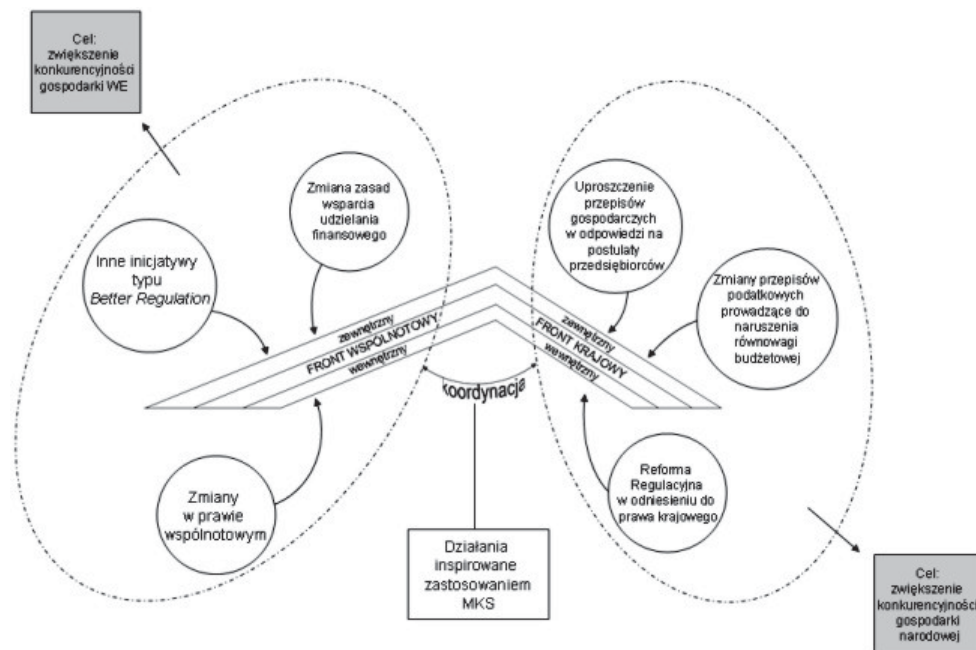 Cel:
zwiększenie
konkurencyjności
gospodarki WE
Zmiana zasad
wsparcia
udzielania
finansowego
Inne inicjatywy
typu
Better Regulation
Zmiany
w prawie
wspólnotowym
zewnętrzny
FRONT WSPÓLNOTOWY
wewnętrzny
koordynacja
Działania
inspirowane
zastosowaniem
MKS
zewnętrzny
FRONT KRAJOWY
wewnętrzny
Uproszczenie
przepisów
gospodarczych
w odpowiedzi na
postulaty
przedsiębiorców
Zmiany przepisów
podatkowych
prowadzące do
naruszenia
równowagi
budżetowej
Reforma
Regulacyjna
w odniesieniu do
prawa krajowego
Cel:
zwiększenie
konkurencyjności
gospodarki
narodowej